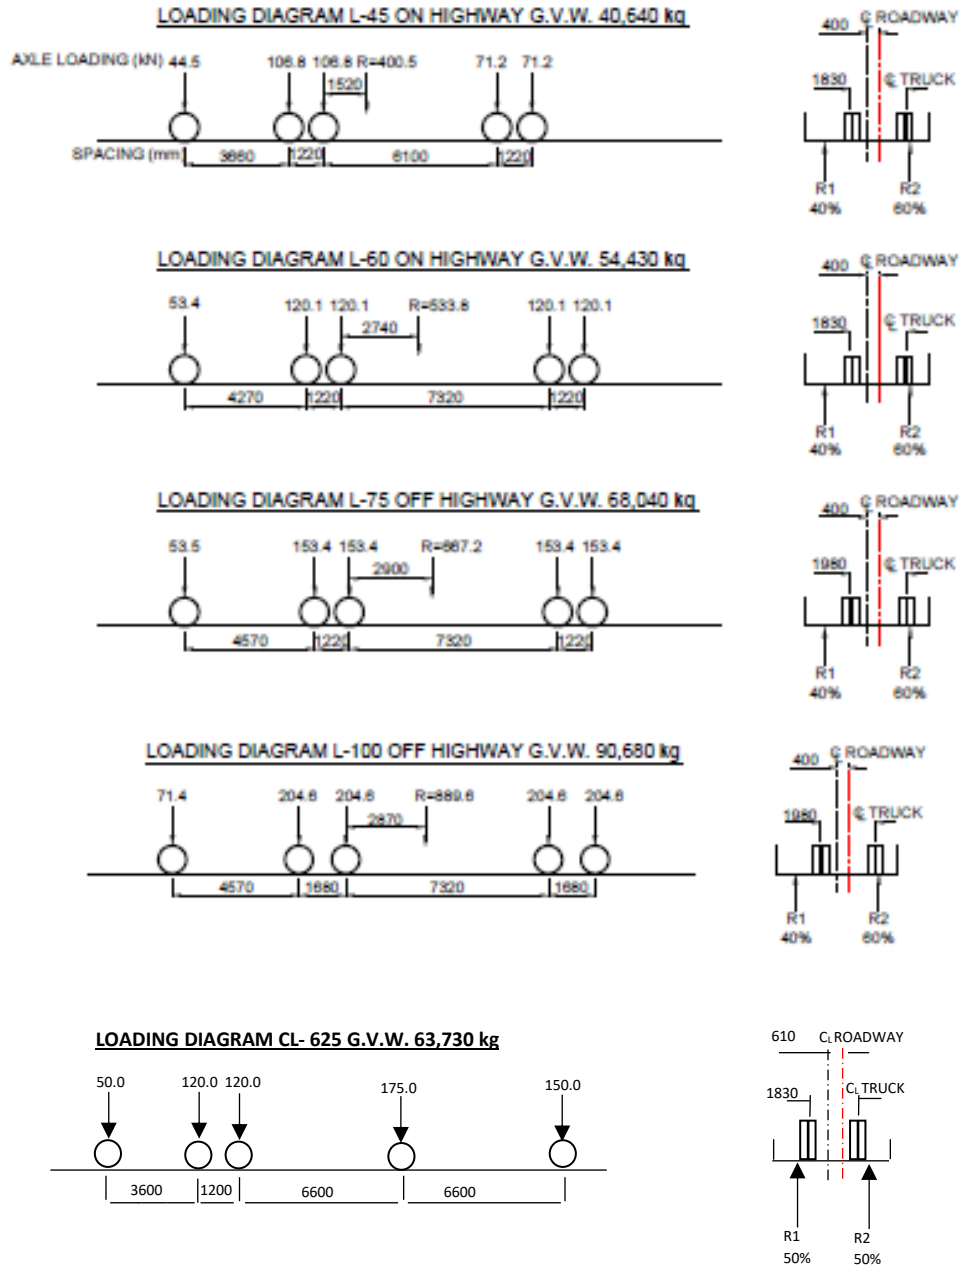 LOADING DIAGRAM L-45 ON HIGHWAY G.V.W. 40,640 kg
AXLE LOADING (kN) 44.5 106.8 106.8 R=400.5 71.2 71.2
1520
SPACING (mm) 3660 1220 6100 1220
℄ ROADWAY
400
1830 ℄ TRUCK
R1 R2
40% 60%
LOADING DIAGRAM L-60 ON HIGHWAY G.V.W. 54,430 kg
53.4 120.1 120.1 R=533.8 120.1 120.1
2740
4270 1220 7320 1220
℄ ROADWAY
400
1830 ℄ TRUCK
R1 R2
40% 60%
LOADING DIAGRAM L-75 OFF HIGHWAY G.V.W. 68,040 kg
53.5 153.4 153.4 R=667.2 153.4 153.4
2900
4570 1220 7320 1220
℄ ROADWAY
400
1980 ℄ TRUCK
R1 R2
40% 60%
LOADING DIAGRAM L-100 OFF HIGHWAY G.V.W. 90,680 kg
71.4 204.6 204.6 R=889.6 204.6 204.6
2870
4570 1680 7320 1680
℄ ROADWAY
400
1980 ℄ TRUCK
R1 R2
40% 60%
LOADING DIAGRAM CL- 625 G.V.W. 63,730 kg
50.0 120.0 120.0 175.0 150.0
3600 1200 6600 6600
610 CL ROADWAY
1830 CL TRUCK
R1 R2
50% 50%